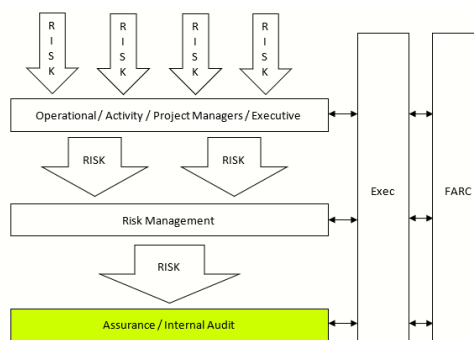 R
I
S
K
R
I
S
K
R
I
S
K
R
I
S
K
Operational / Activity / Project Managers / Executive
RISK
RISK
Risk Management
RISK
Assurance / Internal Audit
Exec
FARC